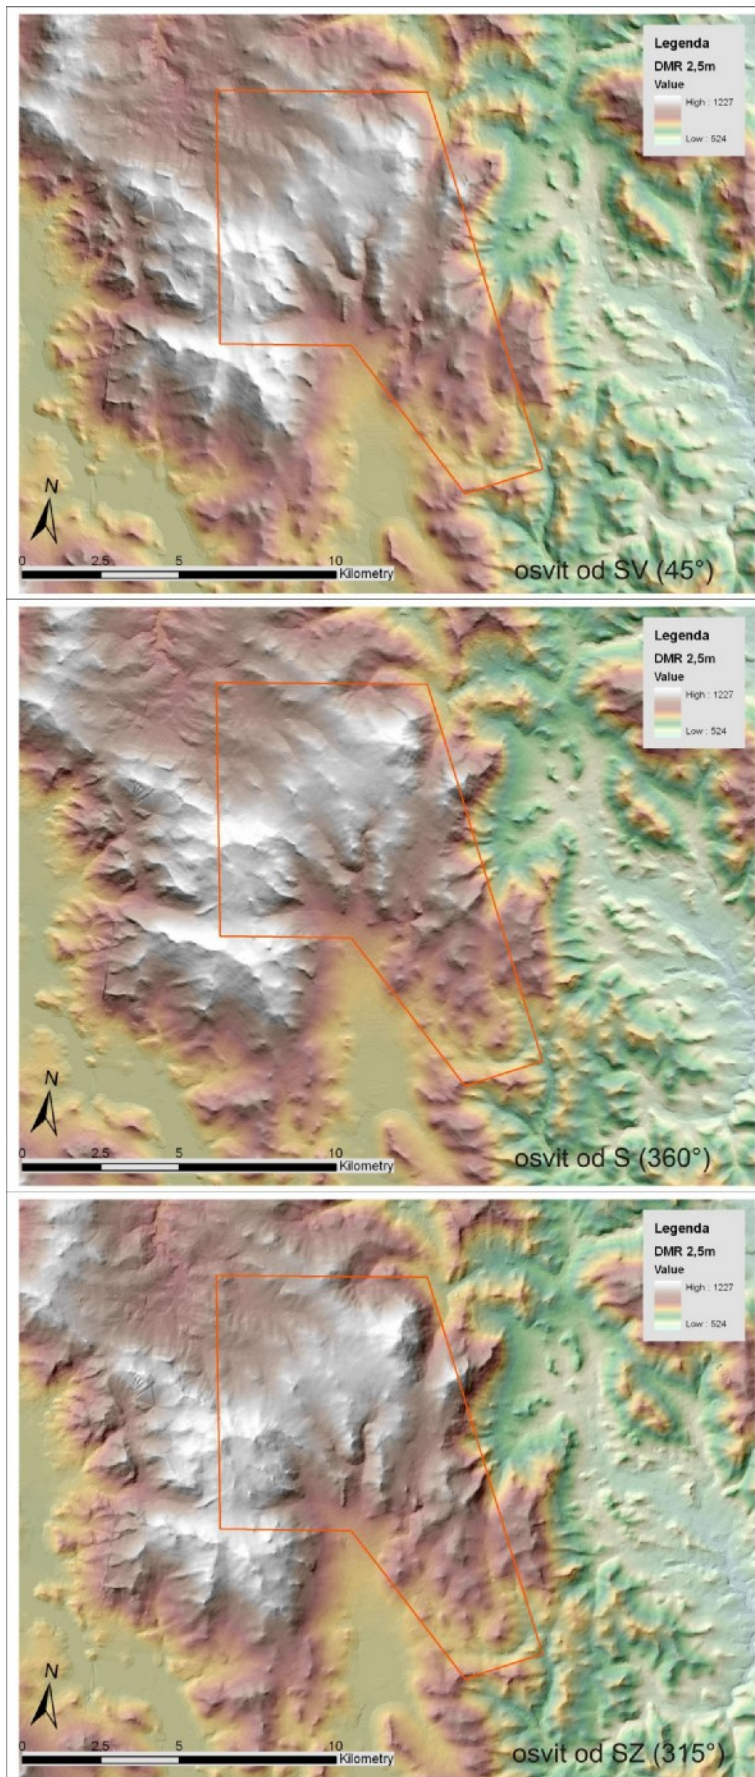 Legenda
DMR 2,5m
Value
High : 1227
Low : 524
N
0 2,5 5 10
Kilometry
osvit od SV (45°)
Legenda
DMR 2,5m
Value
High : 1227
Low : 524
N
0 2,5 5 10
Kilometry
osvit od S (360°)
Legenda
DMR 2,5m
Value
High : 1227
Low : 524
N
0 2,5 5 10
Kilometry
osvit od SZ (315°)